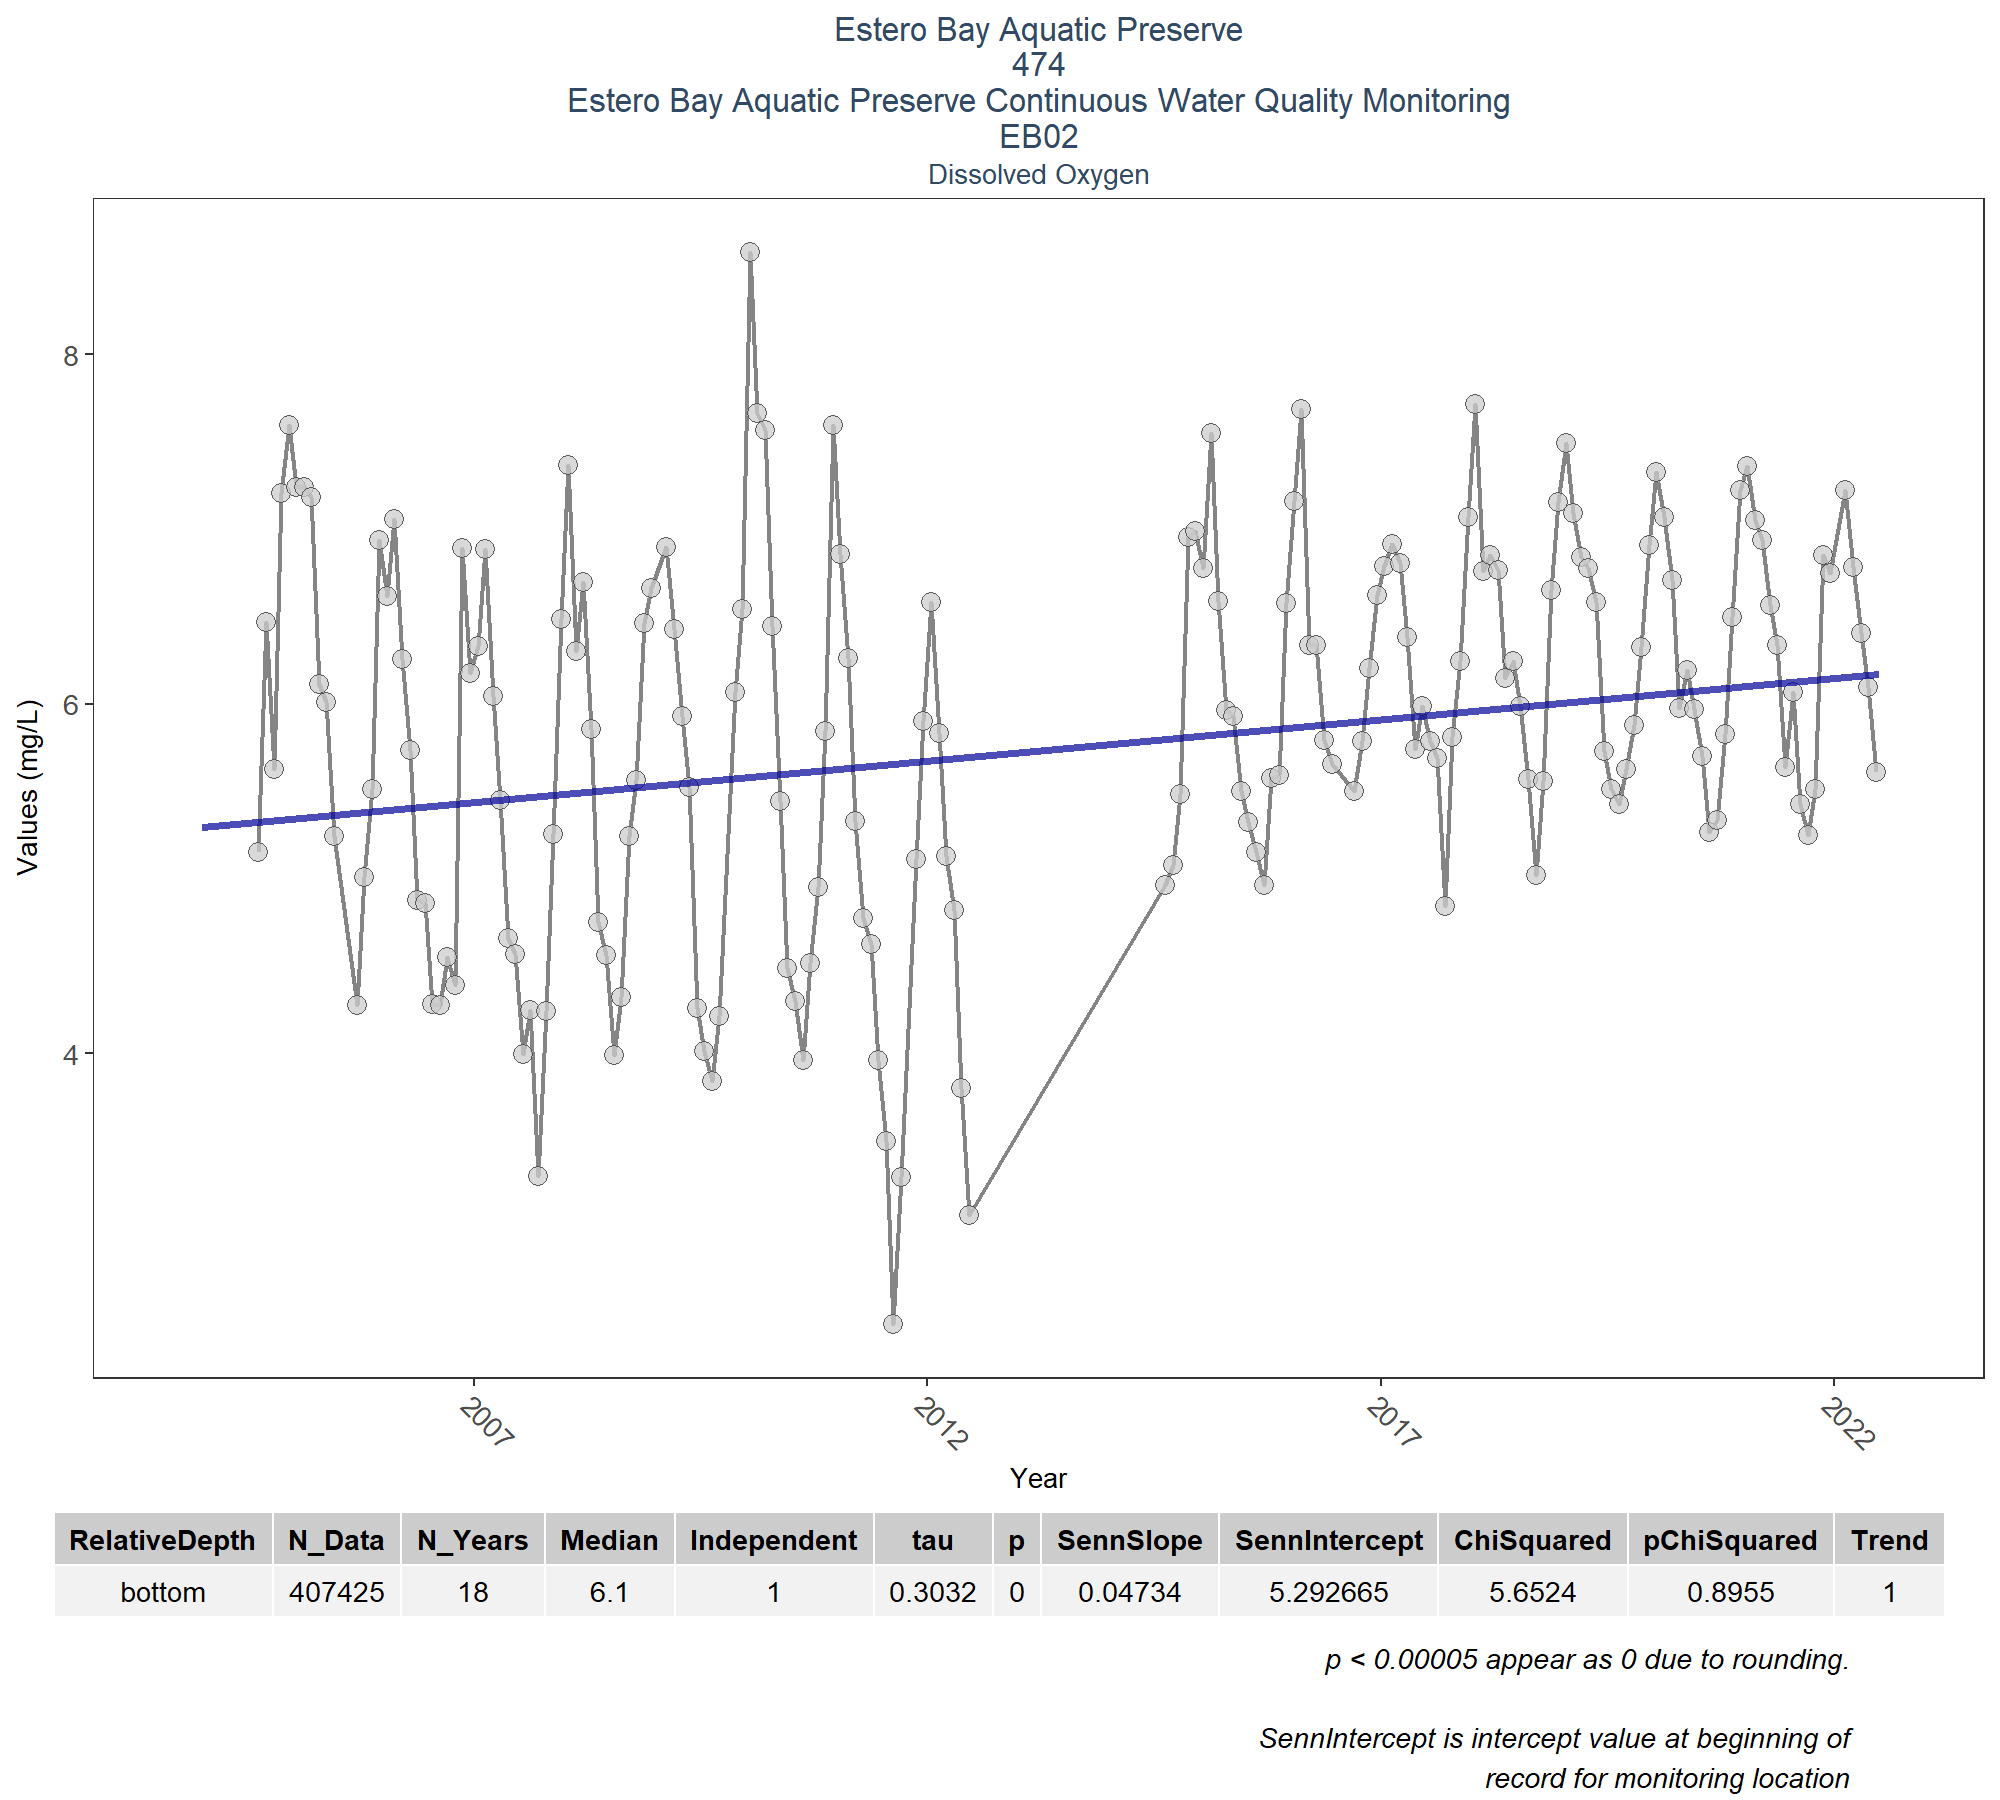 Estero Bay Aquatic Preserve
474
Estero Bay Aquatic Preserve Continuous Water Quality Monitoring
EB02
Dissolved Oxygen
Values (mg/L)
8
6
4
2007
2012
2017
2022
Year
RelativeDepth N_Data N_Years Median Independent tau p SennSlope SennIntercept ChiSquared pChiSquared Trend
bottom 407425 18 6.1 1 0.3032 0 0.04734 5.292665 5.6524 0.8955 1
p < 0.00005 appear as 0 due to rounding.
SennIntercept is intercept value at beginning of
record for monitoring location